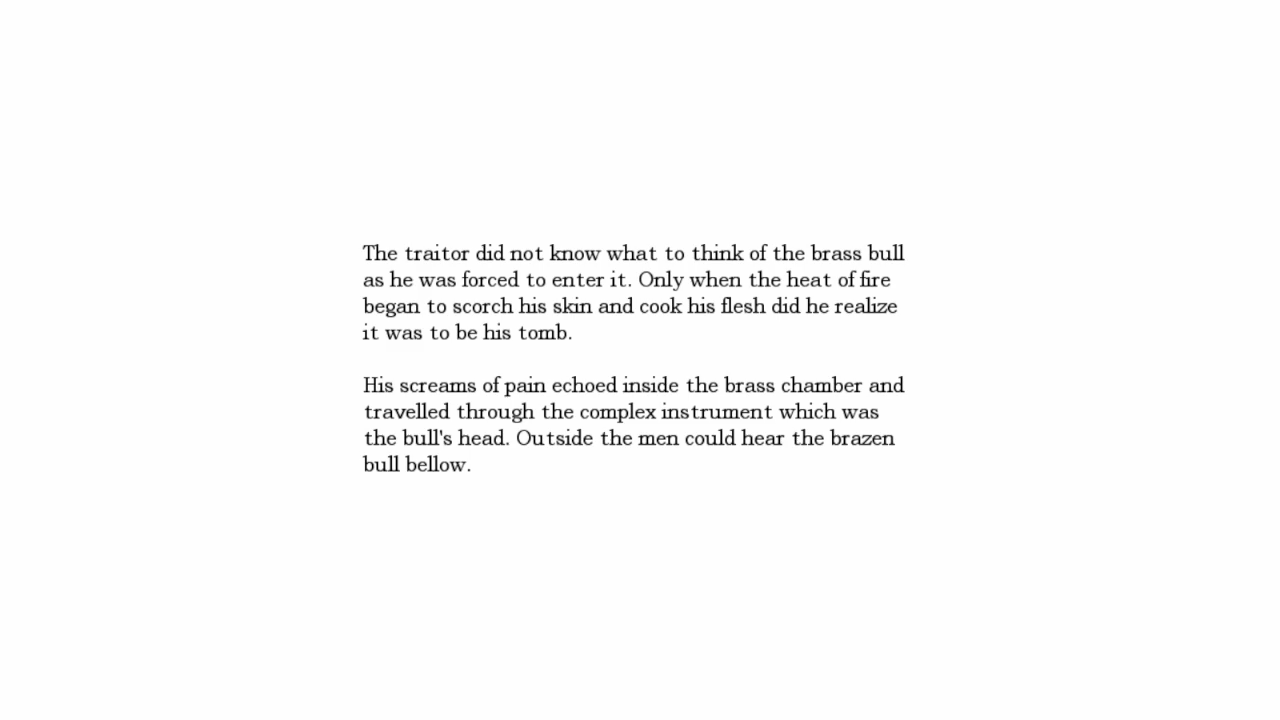 The traitor did not know what to think of the brass bull
as he was forced to enter it. Only when the heat of fire
began to scorch his skin and cook his flesh did he realize
it was to be his tomb.
His screams of pain echoed inside the brass chamber and
travelled through the complex instrument which was
the bull's head. Outside the men could hear the brazen
bull bellow.